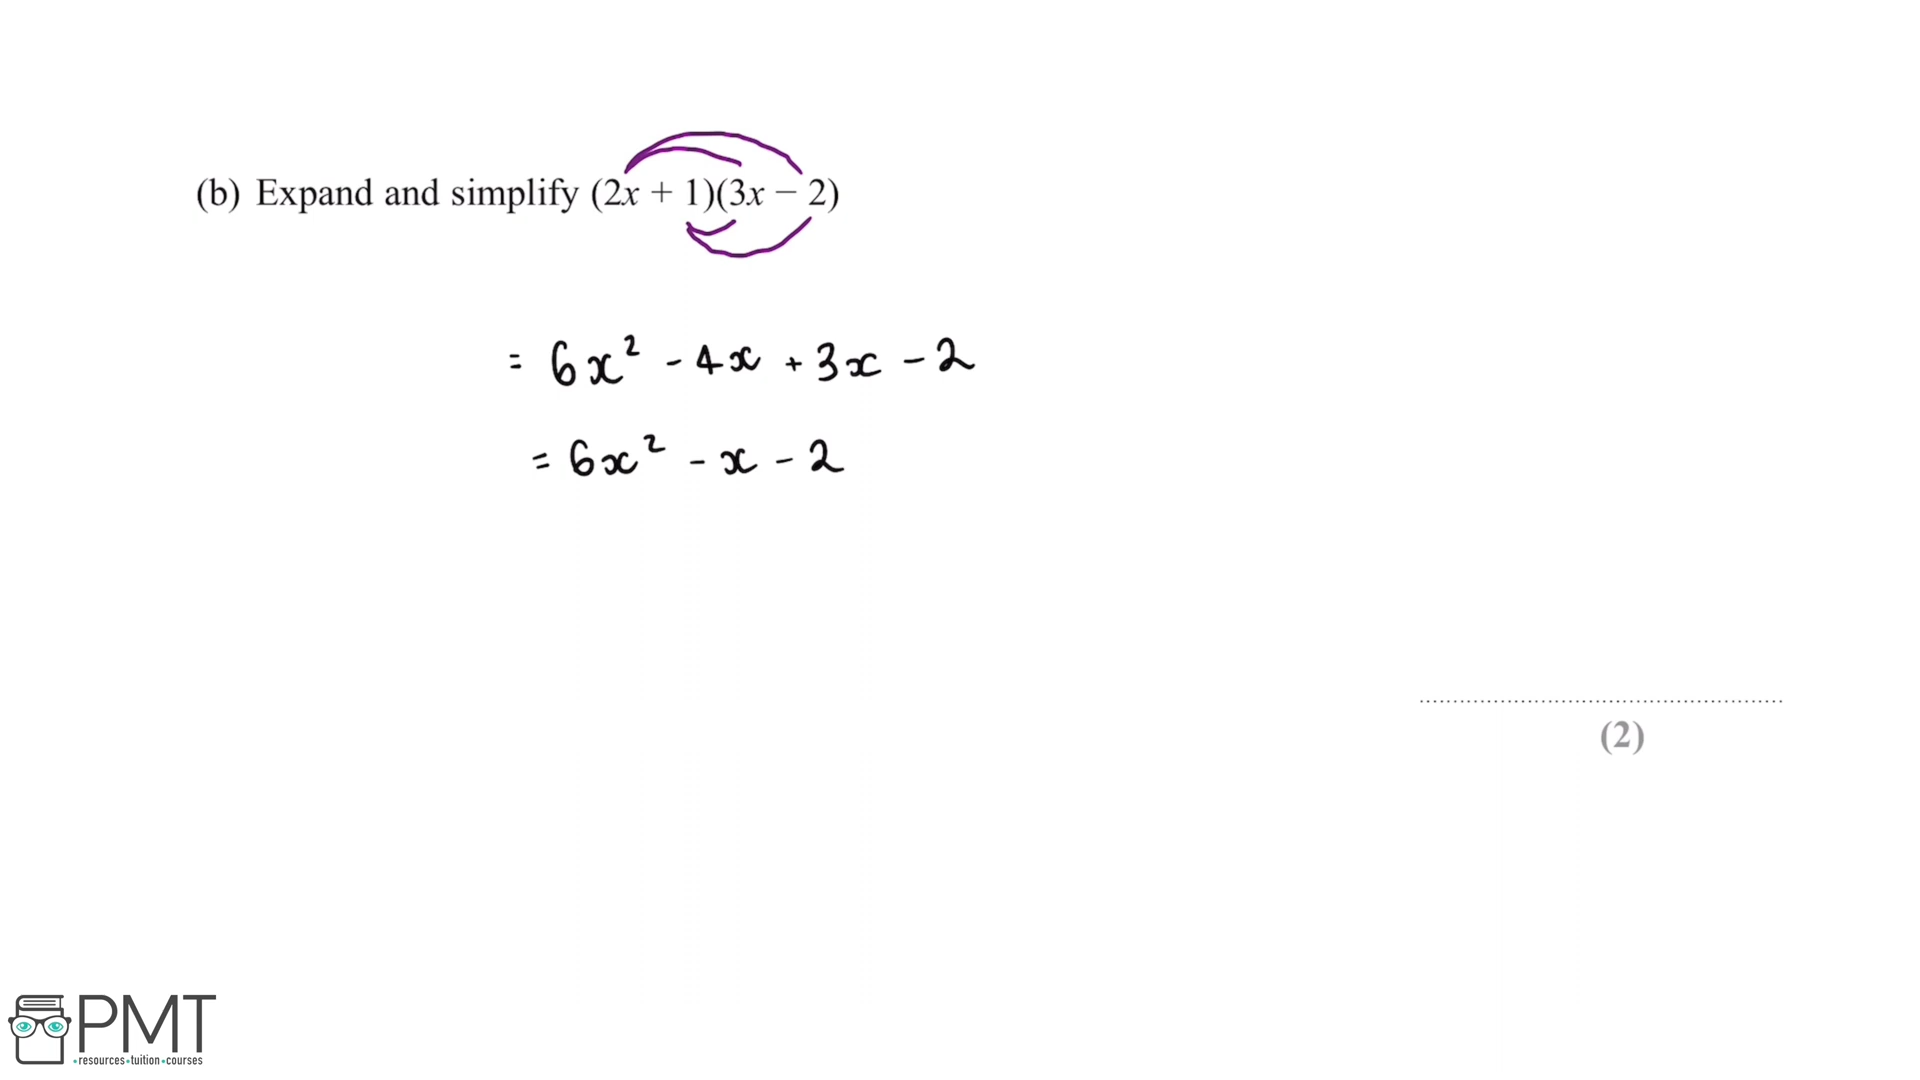 (b) Expand and simplify (2x + 1)(3x − 2)
= 6x² - 4x + 3x - 2
= 6x² - x - 2
........................................................
(2)
PMT
•resources•tuition•courses